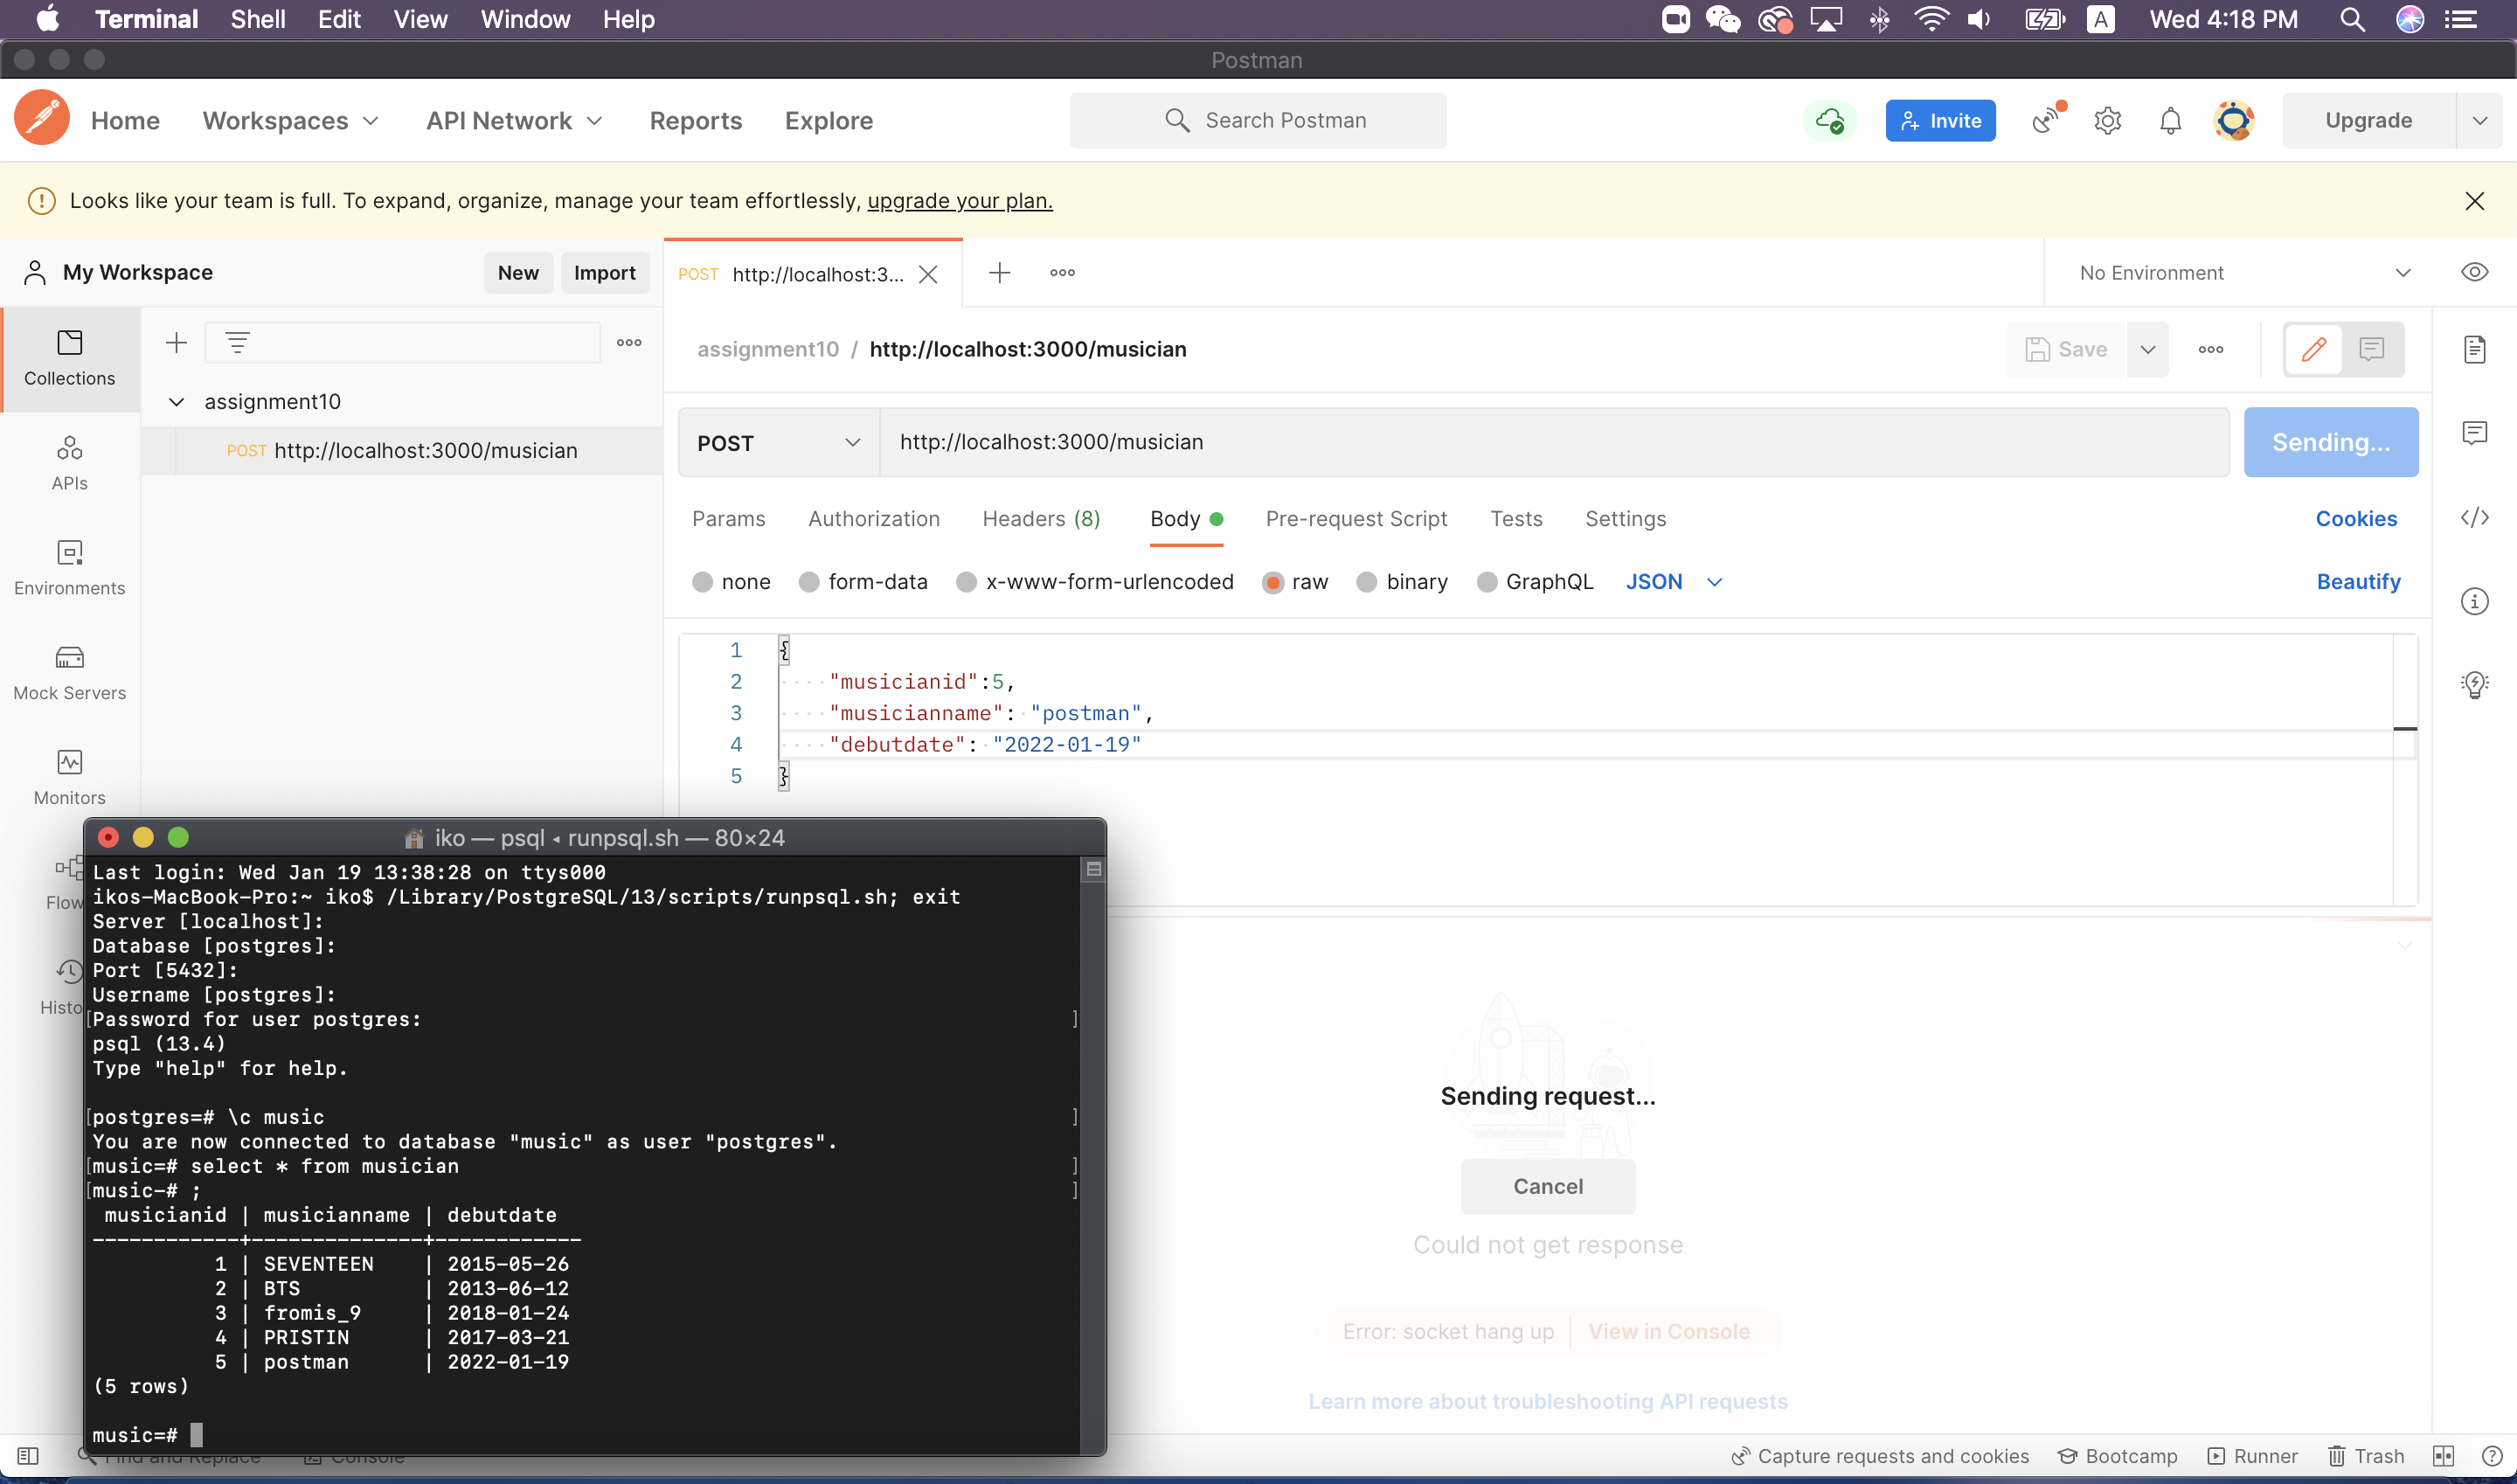 Terminal Shell Edit View Window Help A Wed 4:18 PM
Postman
Home Workspaces API Network Reports Explore Search Postman Invite Upgrade
Looks like your team is full. To expand, organize, manage your team effortlessly, upgrade your plan.
My Workspace New Import POST http://localhost:3... No Environment
Collections
APIs
Environments
Mock Servers
Monitors
Flow
Histo
assignment10
POST http://localhost:3000/musician
assignment10 / http://localhost:3000/musician Save
POST http://localhost:3000/musician Sending...
Params Authorization Headers (8) Body Pre-request Script Tests Settings Cookies
none form-data x-www-form-urlencoded raw binary GraphQL JSON Beautify
1 {
2 "musicianid":5,
3 "musicianname": "postman",
4 "debutdate": "2022-01-19"
5 }
iko — psql ◂ runpsql.sh — 80×24
Last login: Wed Jan 19 13:38:28 on ttys000
ikos-MacBook-Pro:~ iko$ /Library/PostgreSQL/13/scripts/runpsql.sh; exit
Server [localhost]:
Database [postgres]:
Port [5432]:
Username [postgres]:
[Password for user postgres: ]
psql (13.4)
Type "help" for help.
[postgres=# \c music ]
You are now connected to database "music" as user "postgres".
[music=# select * from musician ]
[music-# ; ]
musicianid | musicianname | debutdate
------------+--------------+------------
1 | SEVENTEEN | 2015-05-26
2 | BTS | 2013-06-12
3 | fromis_9 | 2018-01-24
4 | PRISTIN | 2017-03-21
5 | postman | 2022-01-19
(5 rows)
music=#
Sending request...
Cancel
Could not get response
Error: socket hang up View in Console
Learn more about troubleshooting API requests
Find and Replace Console Capture requests and cookies Bootcamp Runner Trash